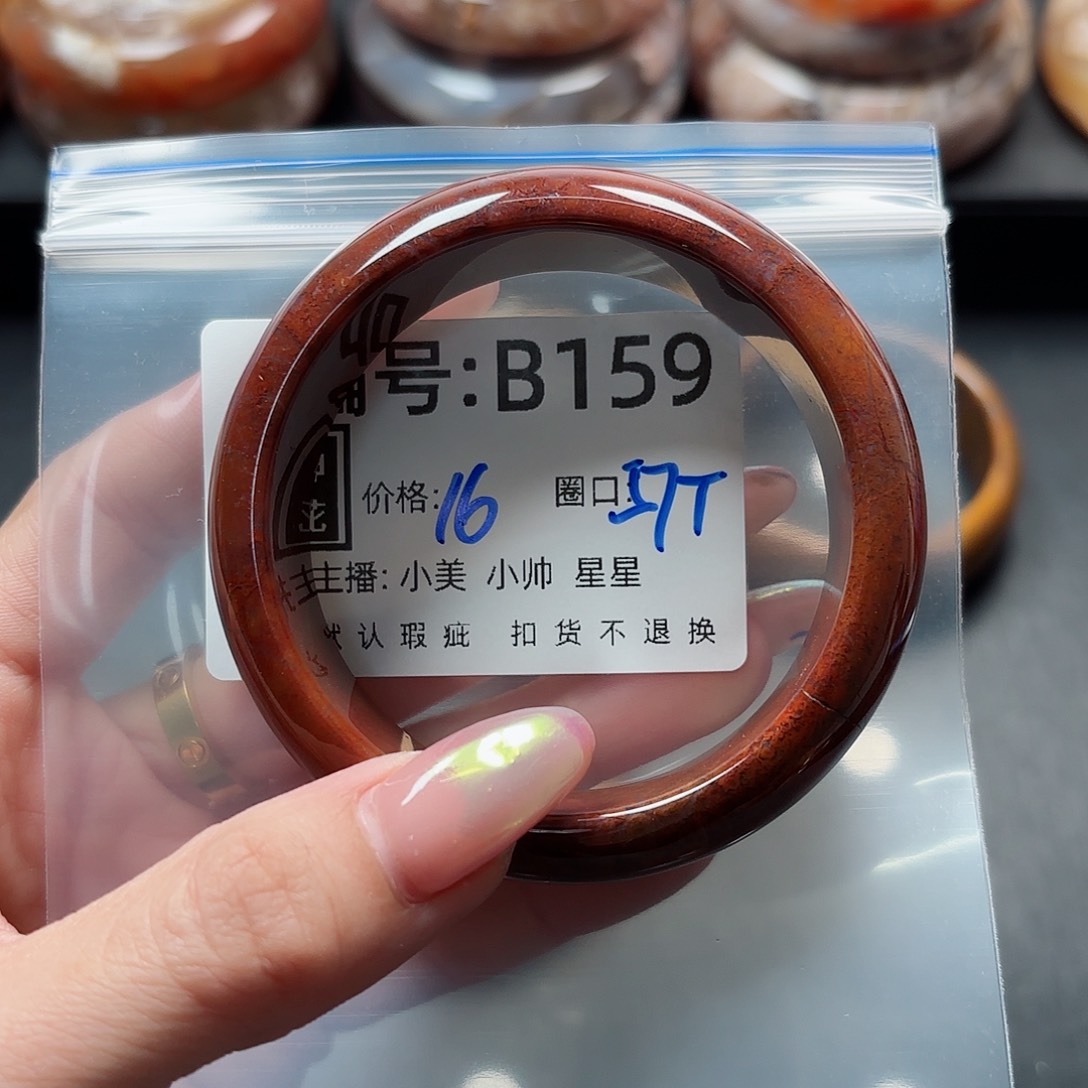 号:B159
价格:16 圈口:57T
主播: 小美 小帅 星星
认瑕疵 扣货不退换